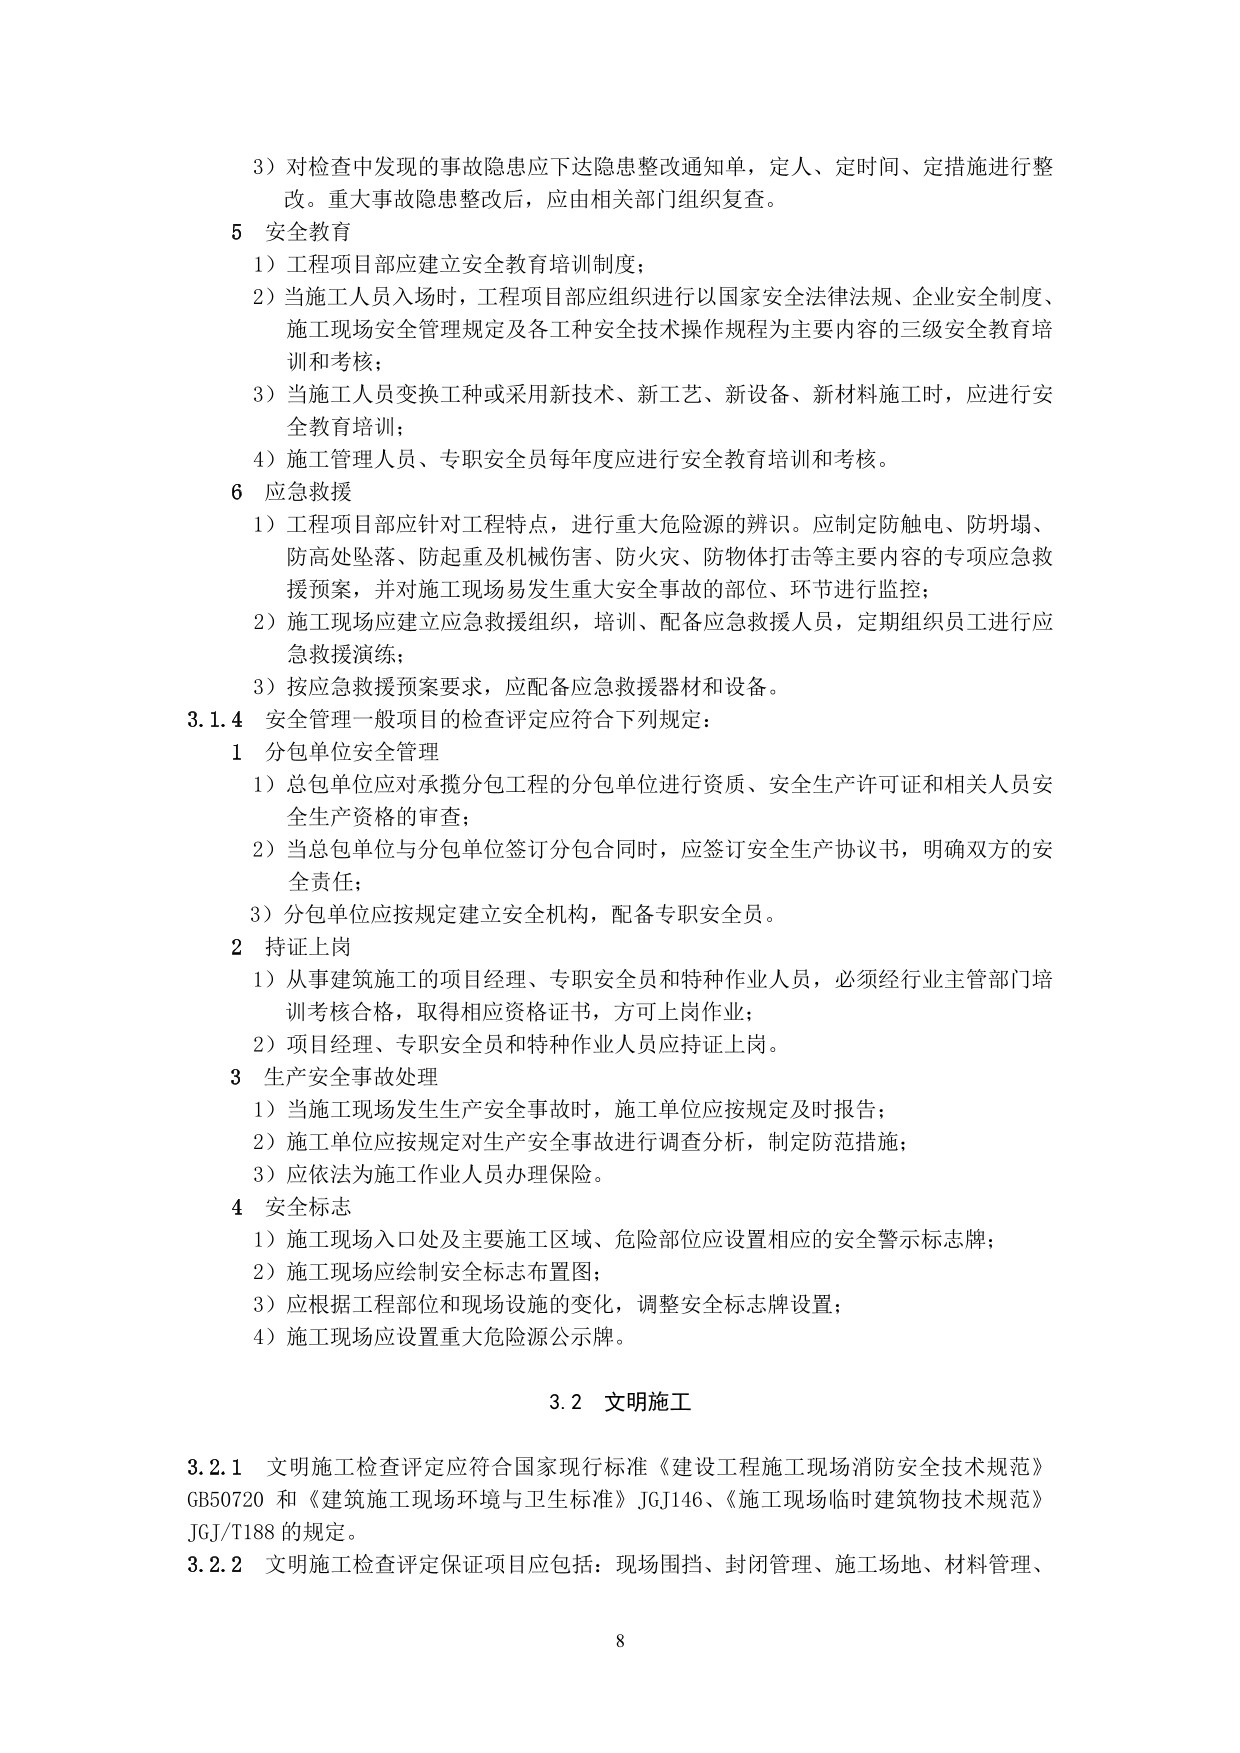 3）对检查中发现的事故隐患应下达隐患整改通知单，定人、定时间、定措施进行整
改。重大事故隐患整改后，应由相关部门组织复查。
5 安全教育
1）工程项目部应建立安全教育培训制度；
2）当施工人员入场时，工程项目部应组织进行以国家安全法律法规、企业安全制度、
施工现场安全管理规定及各工种安全技术操作规程为主要内容的三级安全教育培
训和考核；
3）当施工人员变换工种或采用新技术、新工艺、新设备、新材料施工时，应进行安
全教育培训；
4）施工管理人员、专职安全员每年度应进行安全教育培训和考核。
6 应急救援
1）工程项目部应针对工程特点，进行重大危险源的辨识。应制定防触电、防坍塌、
防高处坠落、防起重及机械伤害、防火灾、防物体打击等主要内容的专项应急救
援预案，并对施工现场易发生重大安全事故的部位、环节进行监控；
2）施工现场应建立应急救援组织，培训、配备应急救援人员，定期组织员工进行应
急救援演练；
3）按应急救援预案要求，应配备应急救援器材和设备。
3.1.4 安全管理一般项目的检查评定应符合下列规定：
1 分包单位安全管理
1）总包单位应对承揽分包工程的分包单位进行资质、安全生产许可证和相关人员安
全生产资格的审查；
2）当总包单位与分包单位签订分包合同时，应签订安全生产协议书，明确双方的安
全责任；
3）分包单位应按规定建立安全机构，配备专职安全员。
2 持证上岗
1）从事建筑施工的项目经理、专职安全员和特种作业人员，必须经行业主管部门培
训考核合格，取得相应资格证书，方可上岗作业；
2）项目经理、专职安全员和特种作业人员应持证上岗。
3 生产安全事故处理
1）当施工现场发生生产安全事故时，施工单位应按规定及时报告；
2）施工单位应按规定对生产安全事故进行调查分析，制定防范措施；
3）应依法为施工作业人员办理保险。
4 安全标志
1）施工现场入口处及主要施工区域、危险部位应设置相应的安全警示标志牌；
2）施工现场应绘制安全标志布置图；
3）应根据工程部位和现场设施的变化，调整安全标志牌设置；
4）施工现场应设置重大危险源公示牌。
3.2 文明施工
3.2.1 文明施工检查评定应符合国家现行标准《建设工程施工现场消防安全技术规范》
GB50720 和《建筑施工现场环境与卫生标准》JGJ146、《施工现场临时建筑物技术规范》
JGJ/T188 的规定。
3.2.2 文明施工检查评定保证项目应包括：现场围挡、封闭管理、施工场地、材料管理、
8